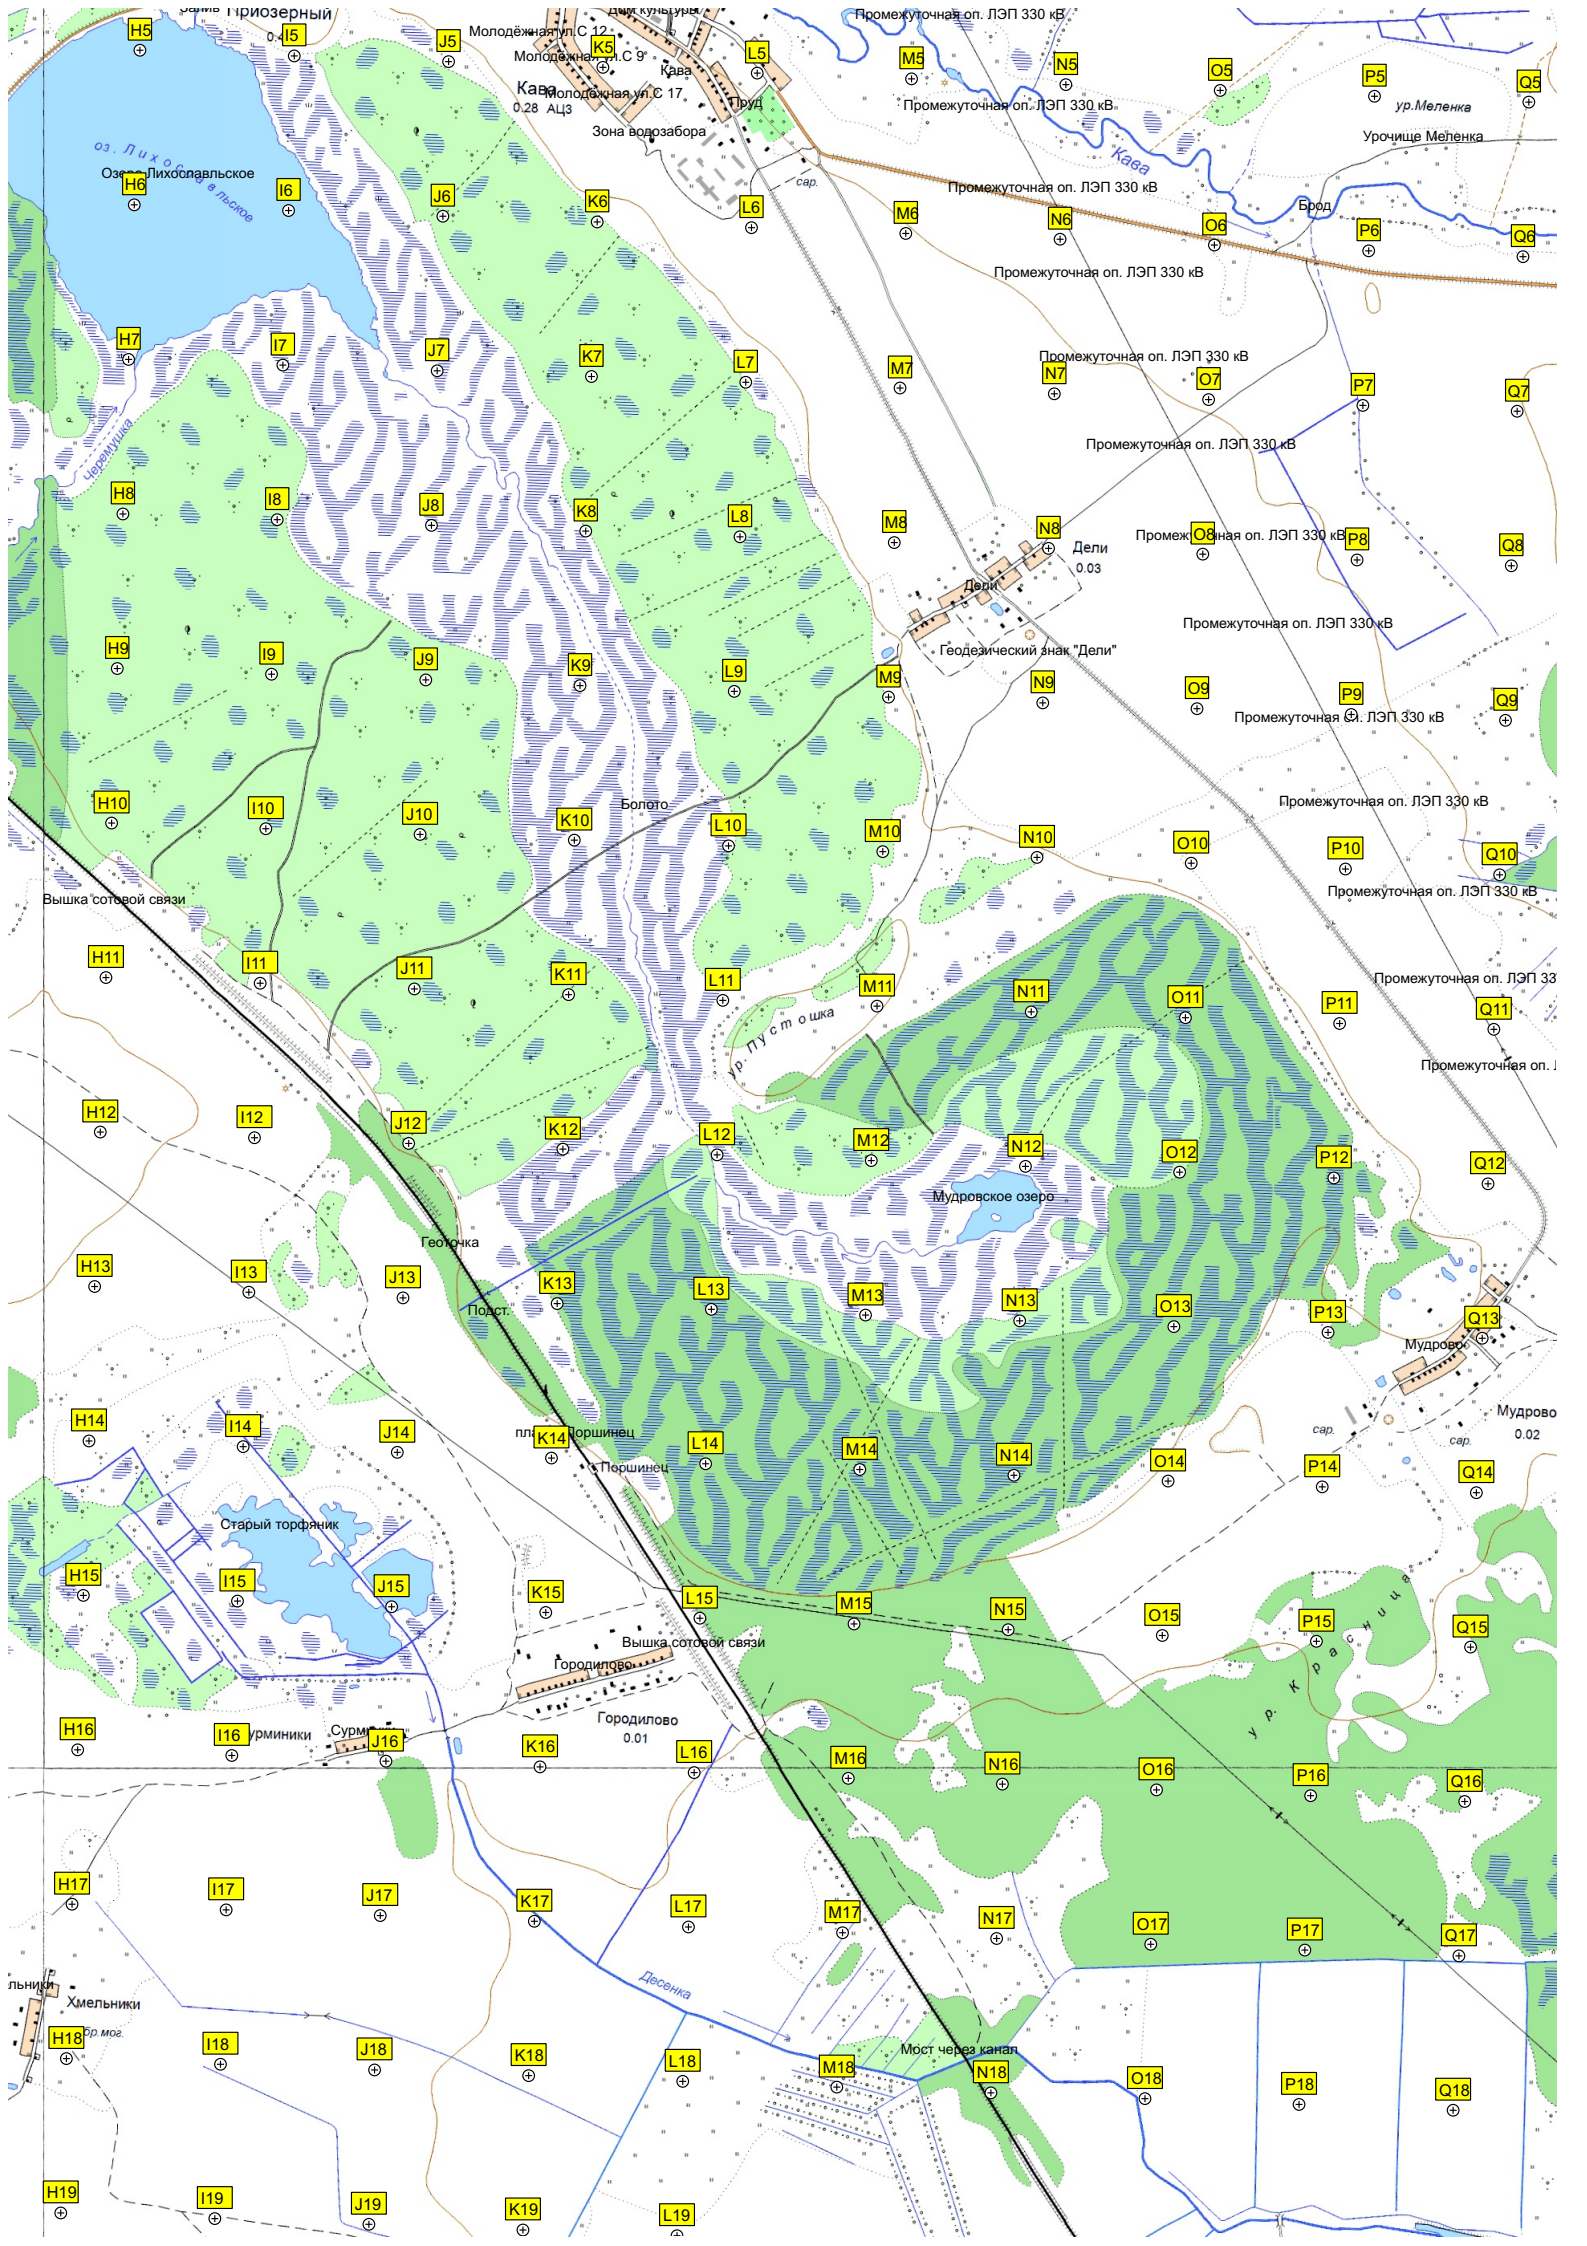 Приозерный
H5
I5
J5
Молодёжная ул.С 12
K5
L5
Промежуточная оп. ЛЭП 330 кВ
M5
N5
O5
P5
Q5
Кава
Кава
0.28 АЦЗ
Молодёжная ул.С 17
Пруд
Промежуточная оп. ЛЭП 330 кВ
ур.Меленка
Зона водозабора
Урочище Меленка
Кава
оз. Лихославльское
Озеро Лихославльское
H6
I6
J6
K6
L6
сар.
M6
Промежуточная оп. ЛЭП 330 кВ
N6
O6
Брод
P6
Q6
Промежуточная оп. ЛЭП 330 кВ
H7
I7
J7
K7
L7
M7
Промежуточная оп. ЛЭП 330 кВ
N7
O7
P7
Q7
Черемушка
Промежуточная оп. ЛЭП 330 кВ
H8
I8
J8
K8
L8
M8
N8
Дели
0.03
O8
P8
Q8
Дели
Промежуточная оп. ЛЭП 330 кВ
Геодезический знак "Дели"
H9
I9
J9
K9
L9
M9
N9
O9
P9
Q9
Промежуточная оп. ЛЭП 330 кВ
H10
I10
J10
K10
Болото
L10
M10
N10
O10
P10
Q10
Промежуточная оп. ЛЭП 330 кВ
Вышка сотовой связи
Промежуточная оп. ЛЭП 330 кВ
H11
I11
J11
K11
L11
M11
N11
O11
P11
Q11
Промежуточная оп. ЛЭП 33
ур. Пустошка
Промежуточная оп.
H12
I12
J12
K12
L12
M12
N12
O12
P12
Q12
Мудровское озеро
Геоточка
H13
I13
J13
K13
L13
M13
N13
O13
P13
Q13
Подст.
Мудрово
Мудрово
0.02
H14
I14
J14
K14
L14
M14
N14
O14
P14
Q14
сар.
сар.
Поршинец
Старый торфяник
H15
I15
J15
K15
L15
M15
N15
O15
P15
Q15
ур. Красница
Вышка сотовой связи
Городилово
Городилово
0.01
H16
I16
J16
K16
L16
M16
N16
O16
P16
Q16
H17
I17
J17
K17
L17
M17
N17
O17
P17
Q17
Десенка
льники
Хмельники
бр.мог.
Мост через канал
H18
I18
J18
K18
L18
M18
N18
O18
P18
Q18
H19
I19
J19
K19
L19